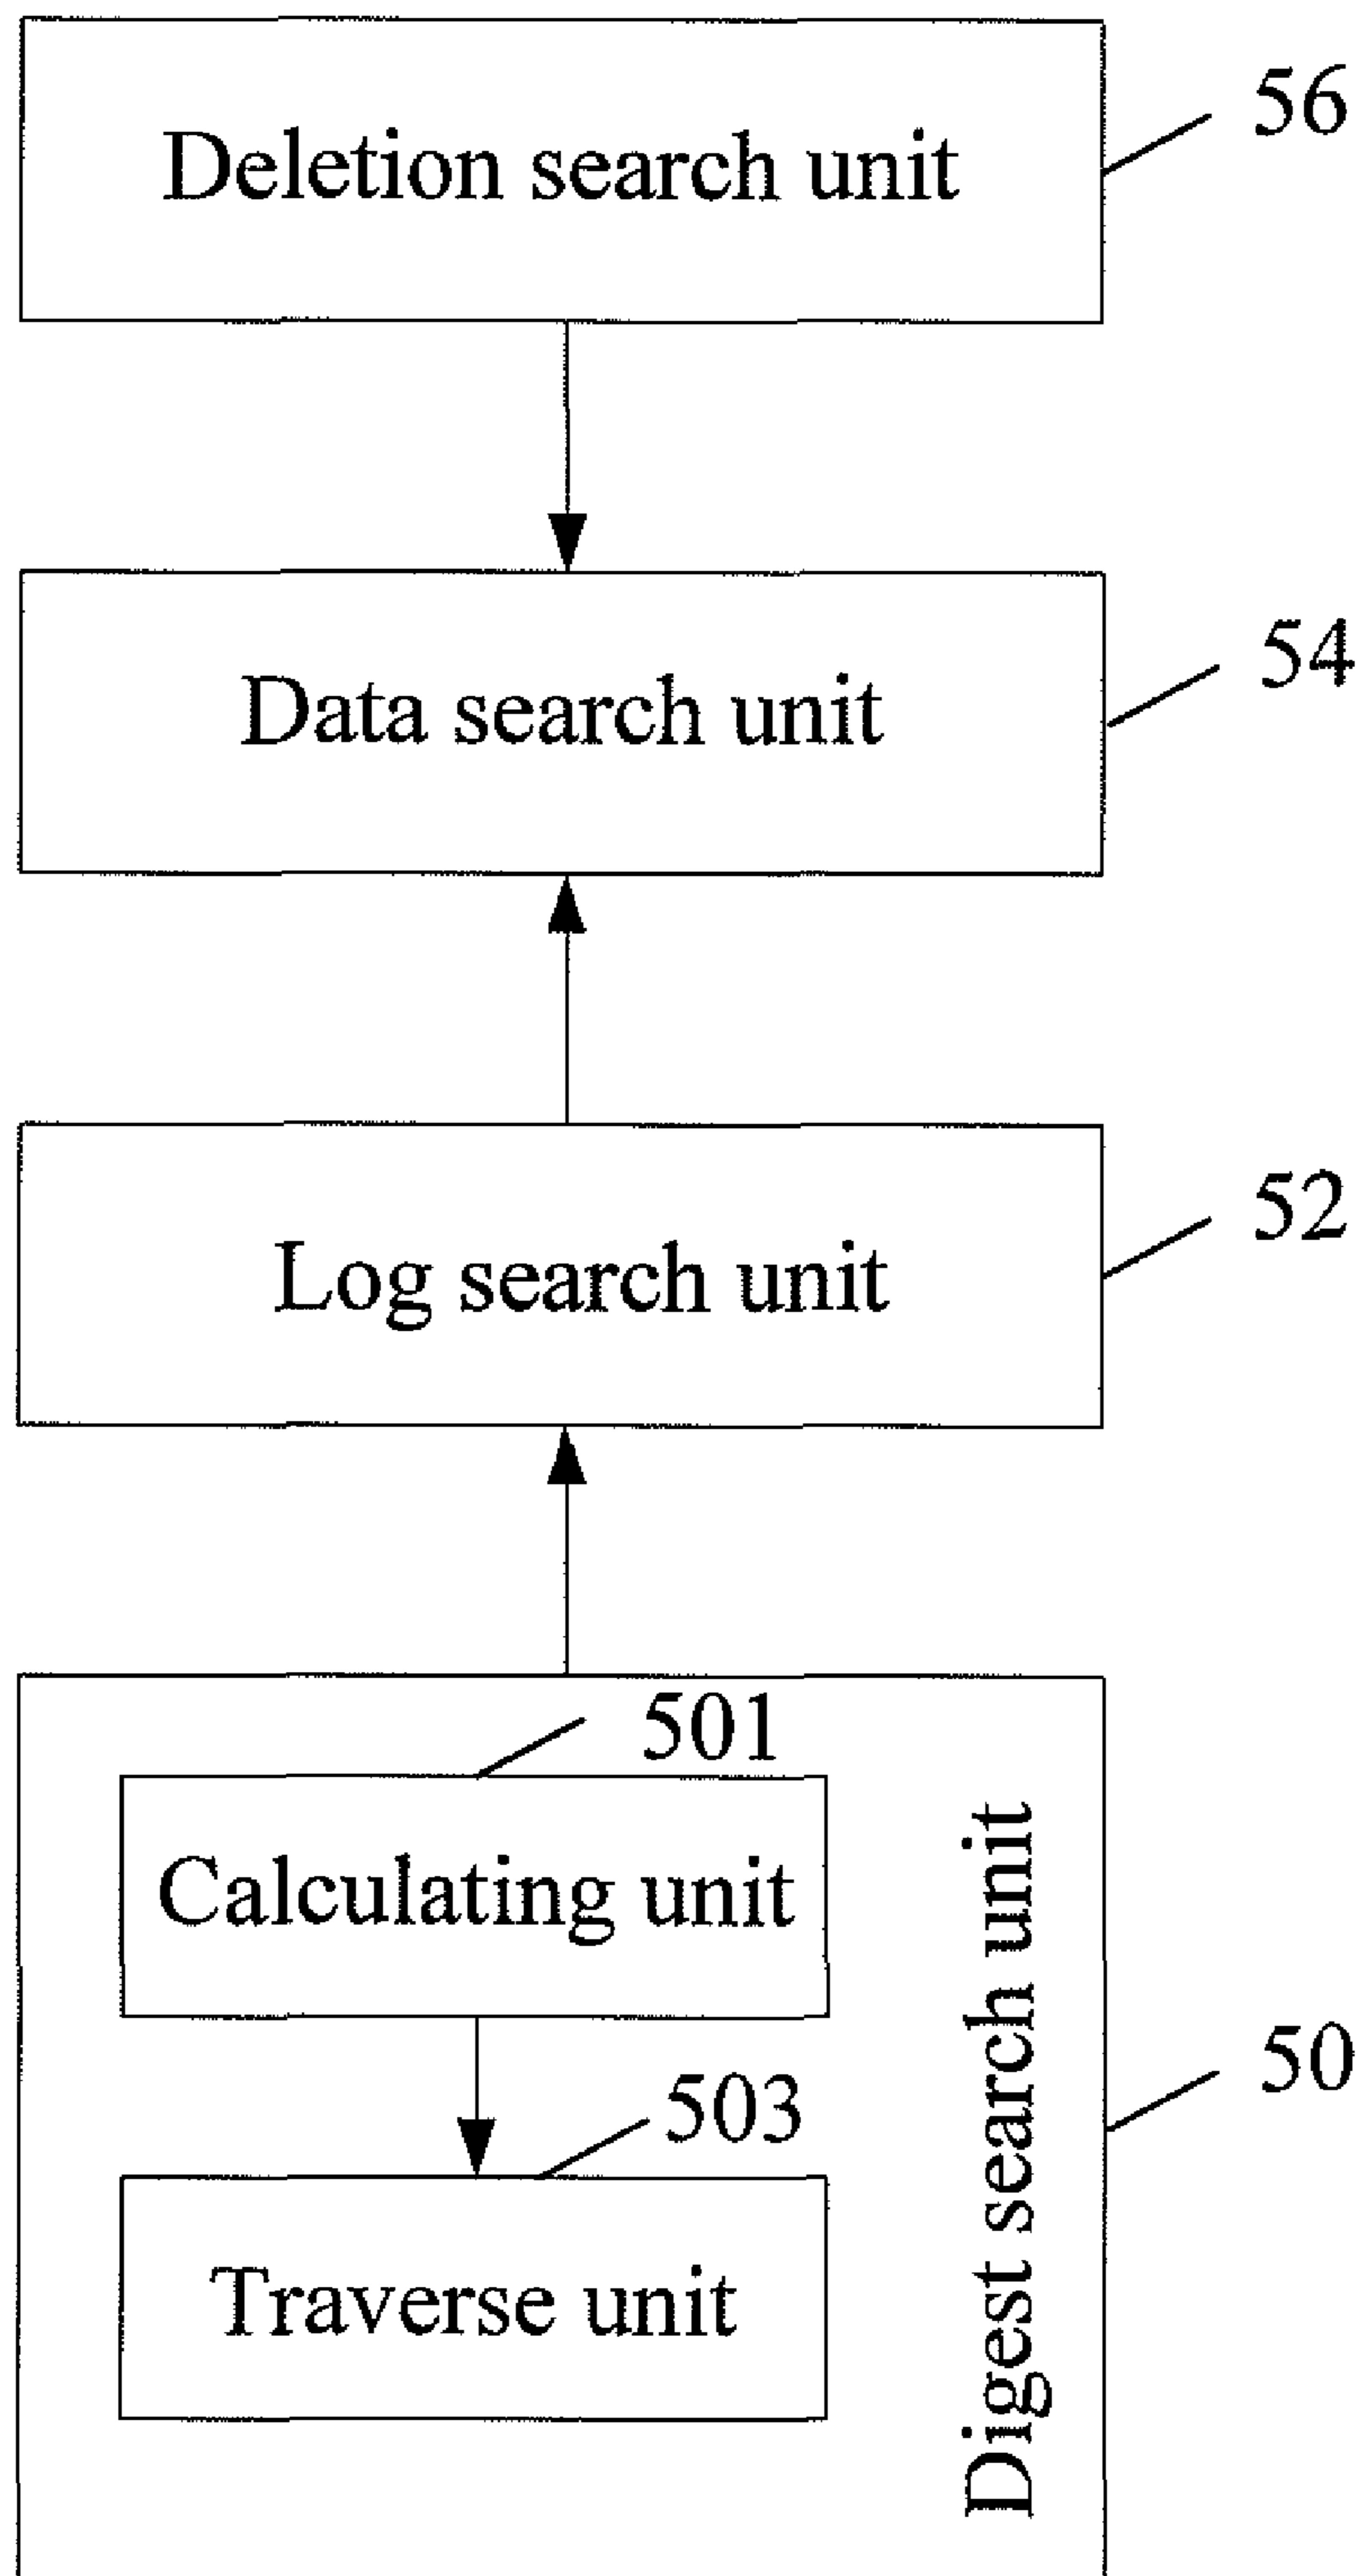 Deletion search unit
56
Data search unit
54
Log search unit
52
501
Calculating unit
503
Traverse unit
Digest search unit
50